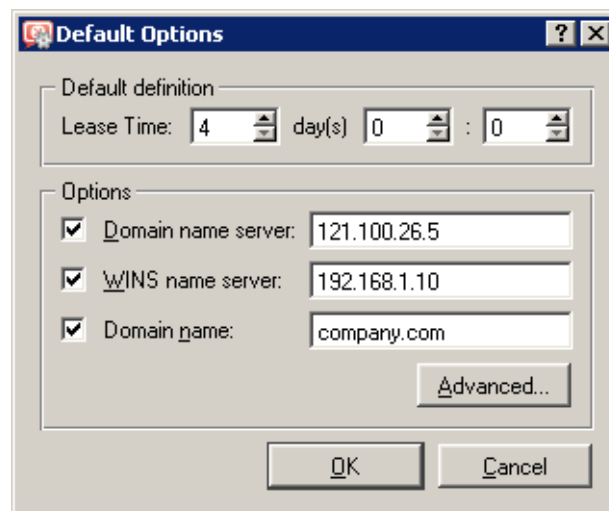 Default Options
Default definition
Lease Time: 4 day(s) 0 : 0
Options
Domain name server: 121.100.26.5
WINS name server: 192.168.1.10
Domain name: company.com
Advanced...
OK Cancel